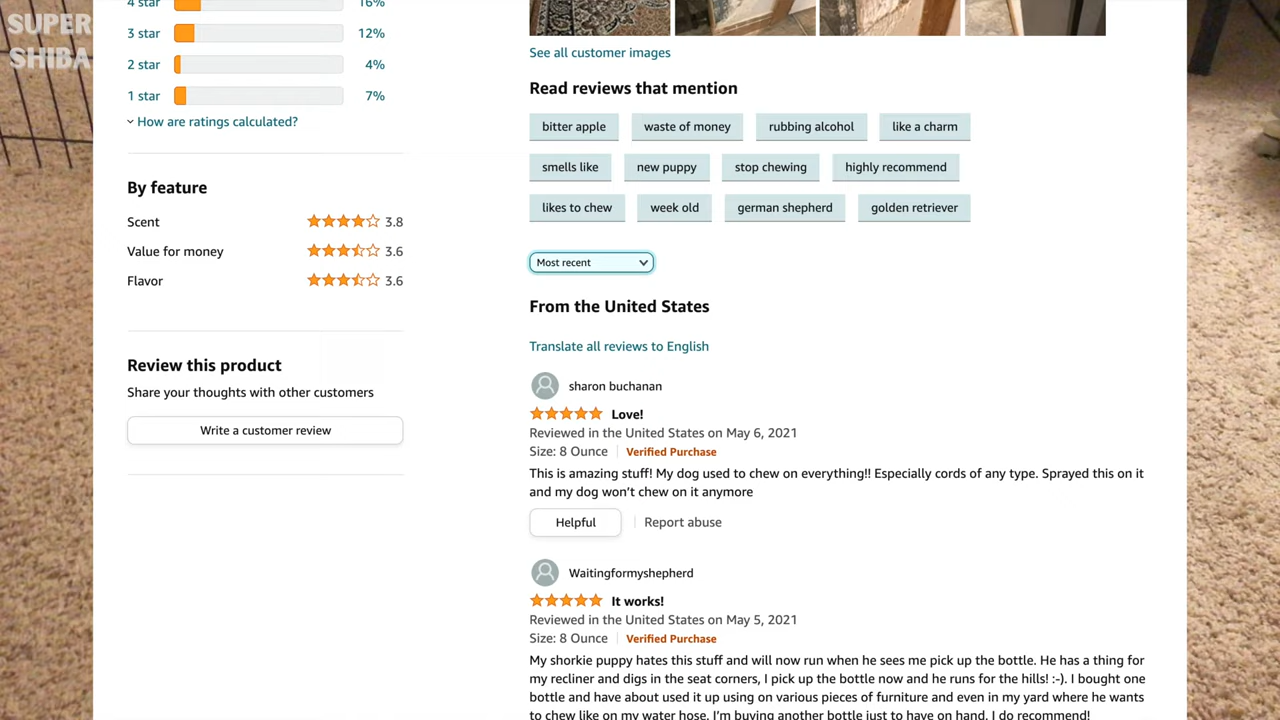 SUPER
SHIBA
4 star 16%
3 star 12%
2 star 4%
1 star 7%
How are ratings calculated?
By feature
Scent 3.8
Value for money 3.6
Flavor 3.6
Review this product
Share your thoughts with other customers
Write a customer review
See all customer images
Read reviews that mention
bitter apple waste of money rubbing alcohol like a charm
smells like new puppy stop chewing highly recommend
likes to chew week old german shepherd golden retriever
Most recent
From the United States
Translate all reviews to English
sharon buchanan
Love!
Reviewed in the United States on May 6, 2021
Size: 8 Ounce Verified Purchase
This is amazing stuff! My dog used to chew on everything!! Especially cords of any type. Sprayed this on it
and my dog won’t chew on it anymore
Helpful Report abuse
Waitingformyshepherd
It works!
Reviewed in the United States on May 5, 2021
Size: 8 Ounce Verified Purchase
My shorkie puppy hates this stuff and will now run when he sees me pick up the bottle. He has a thing for
my recliner and digs in the seat corners, I pick up the bottle now and he runs for the hills! :-). I bought one
bottle and have about used it up using on various pieces of furniture and even in my yard where he wants
to chew like on my water hose. I’m buying another bottle just to have on hand. I do recommend!